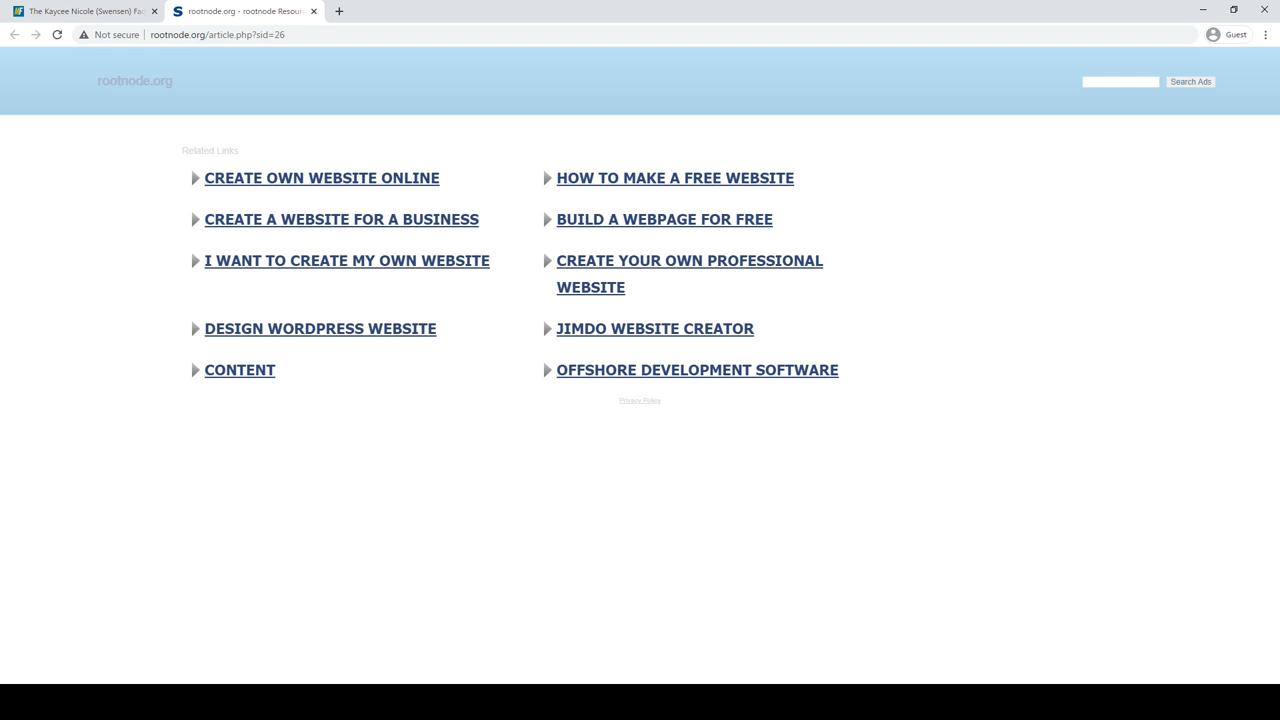 The Kaycee Nicole (Swensen) Fac
rootnode.org - rootnode Resour
Not secure
rootnode.org/article.php?sid=26
Guest
rootnode.org
Search Ads
Related Links
CREATE OWN WEBSITE ONLINE
HOW TO MAKE A FREE WEBSITE
CREATE A WEBSITE FOR A BUSINESS
BUILD A WEBPAGE FOR FREE
I WANT TO CREATE MY OWN WEBSITE
CREATE YOUR OWN PROFESSIONAL
WEBSITE
DESIGN WORDPRESS WEBSITE
JIMDO WEBSITE CREATOR
CONTENT
OFFSHORE DEVELOPMENT SOFTWARE
Privacy Policy